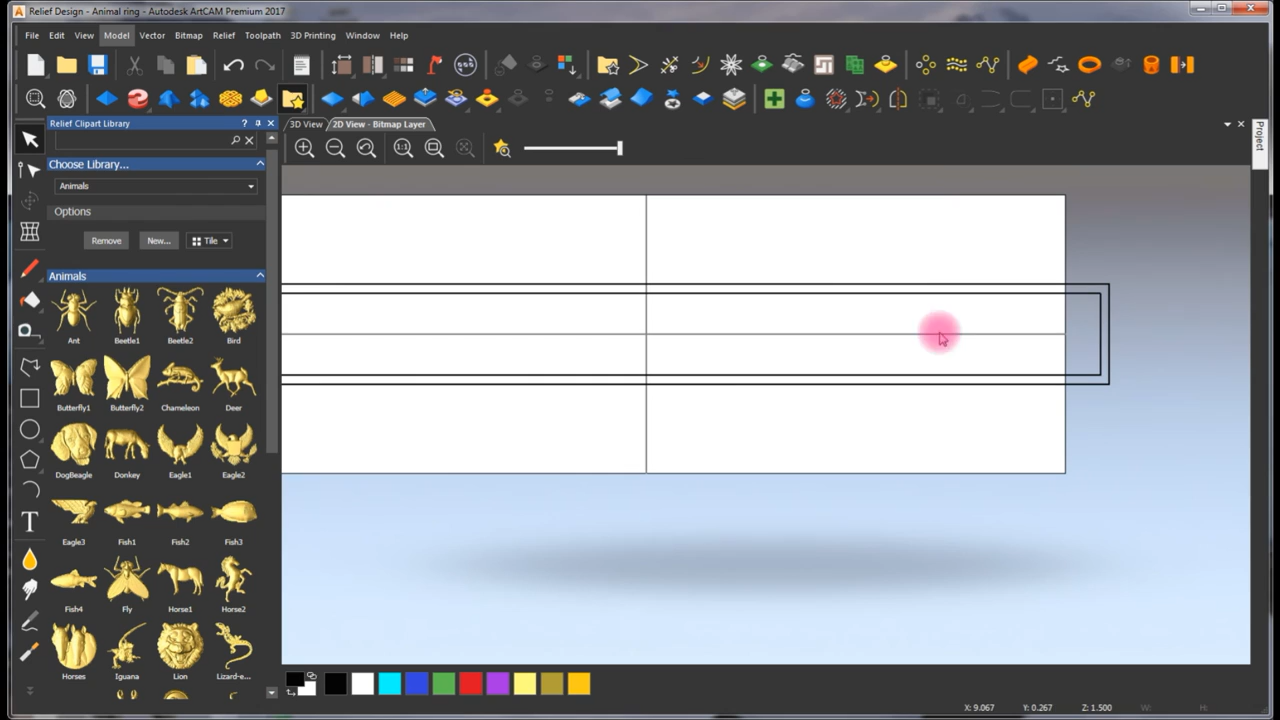 Relief Design - Animal ring - Autodesk ArtCAM Premium 2017
File Edit View Model Vector Bitmap Relief Toolpath 3D Printing Window Help
Relief Clipart Library
3D View 2D View - Bitmap Layer
Project
1:1
Choose Library...
Animals
Options
Remove New... Tile
Animals
Ant Beetle1 Beetle2 Bird
Butterfly1 Butterfly2 Chameleon Deer
DogBeagle Donkey Eagle1 Eagle2
Eagle3 Fish1 Fish2 Fish3
T
Fish4 Fly Horse1 Horse2
Horses Iguana Lion Lizard-e...
X: 9.067 Y: 0.267 Z: 1.500 W: H: